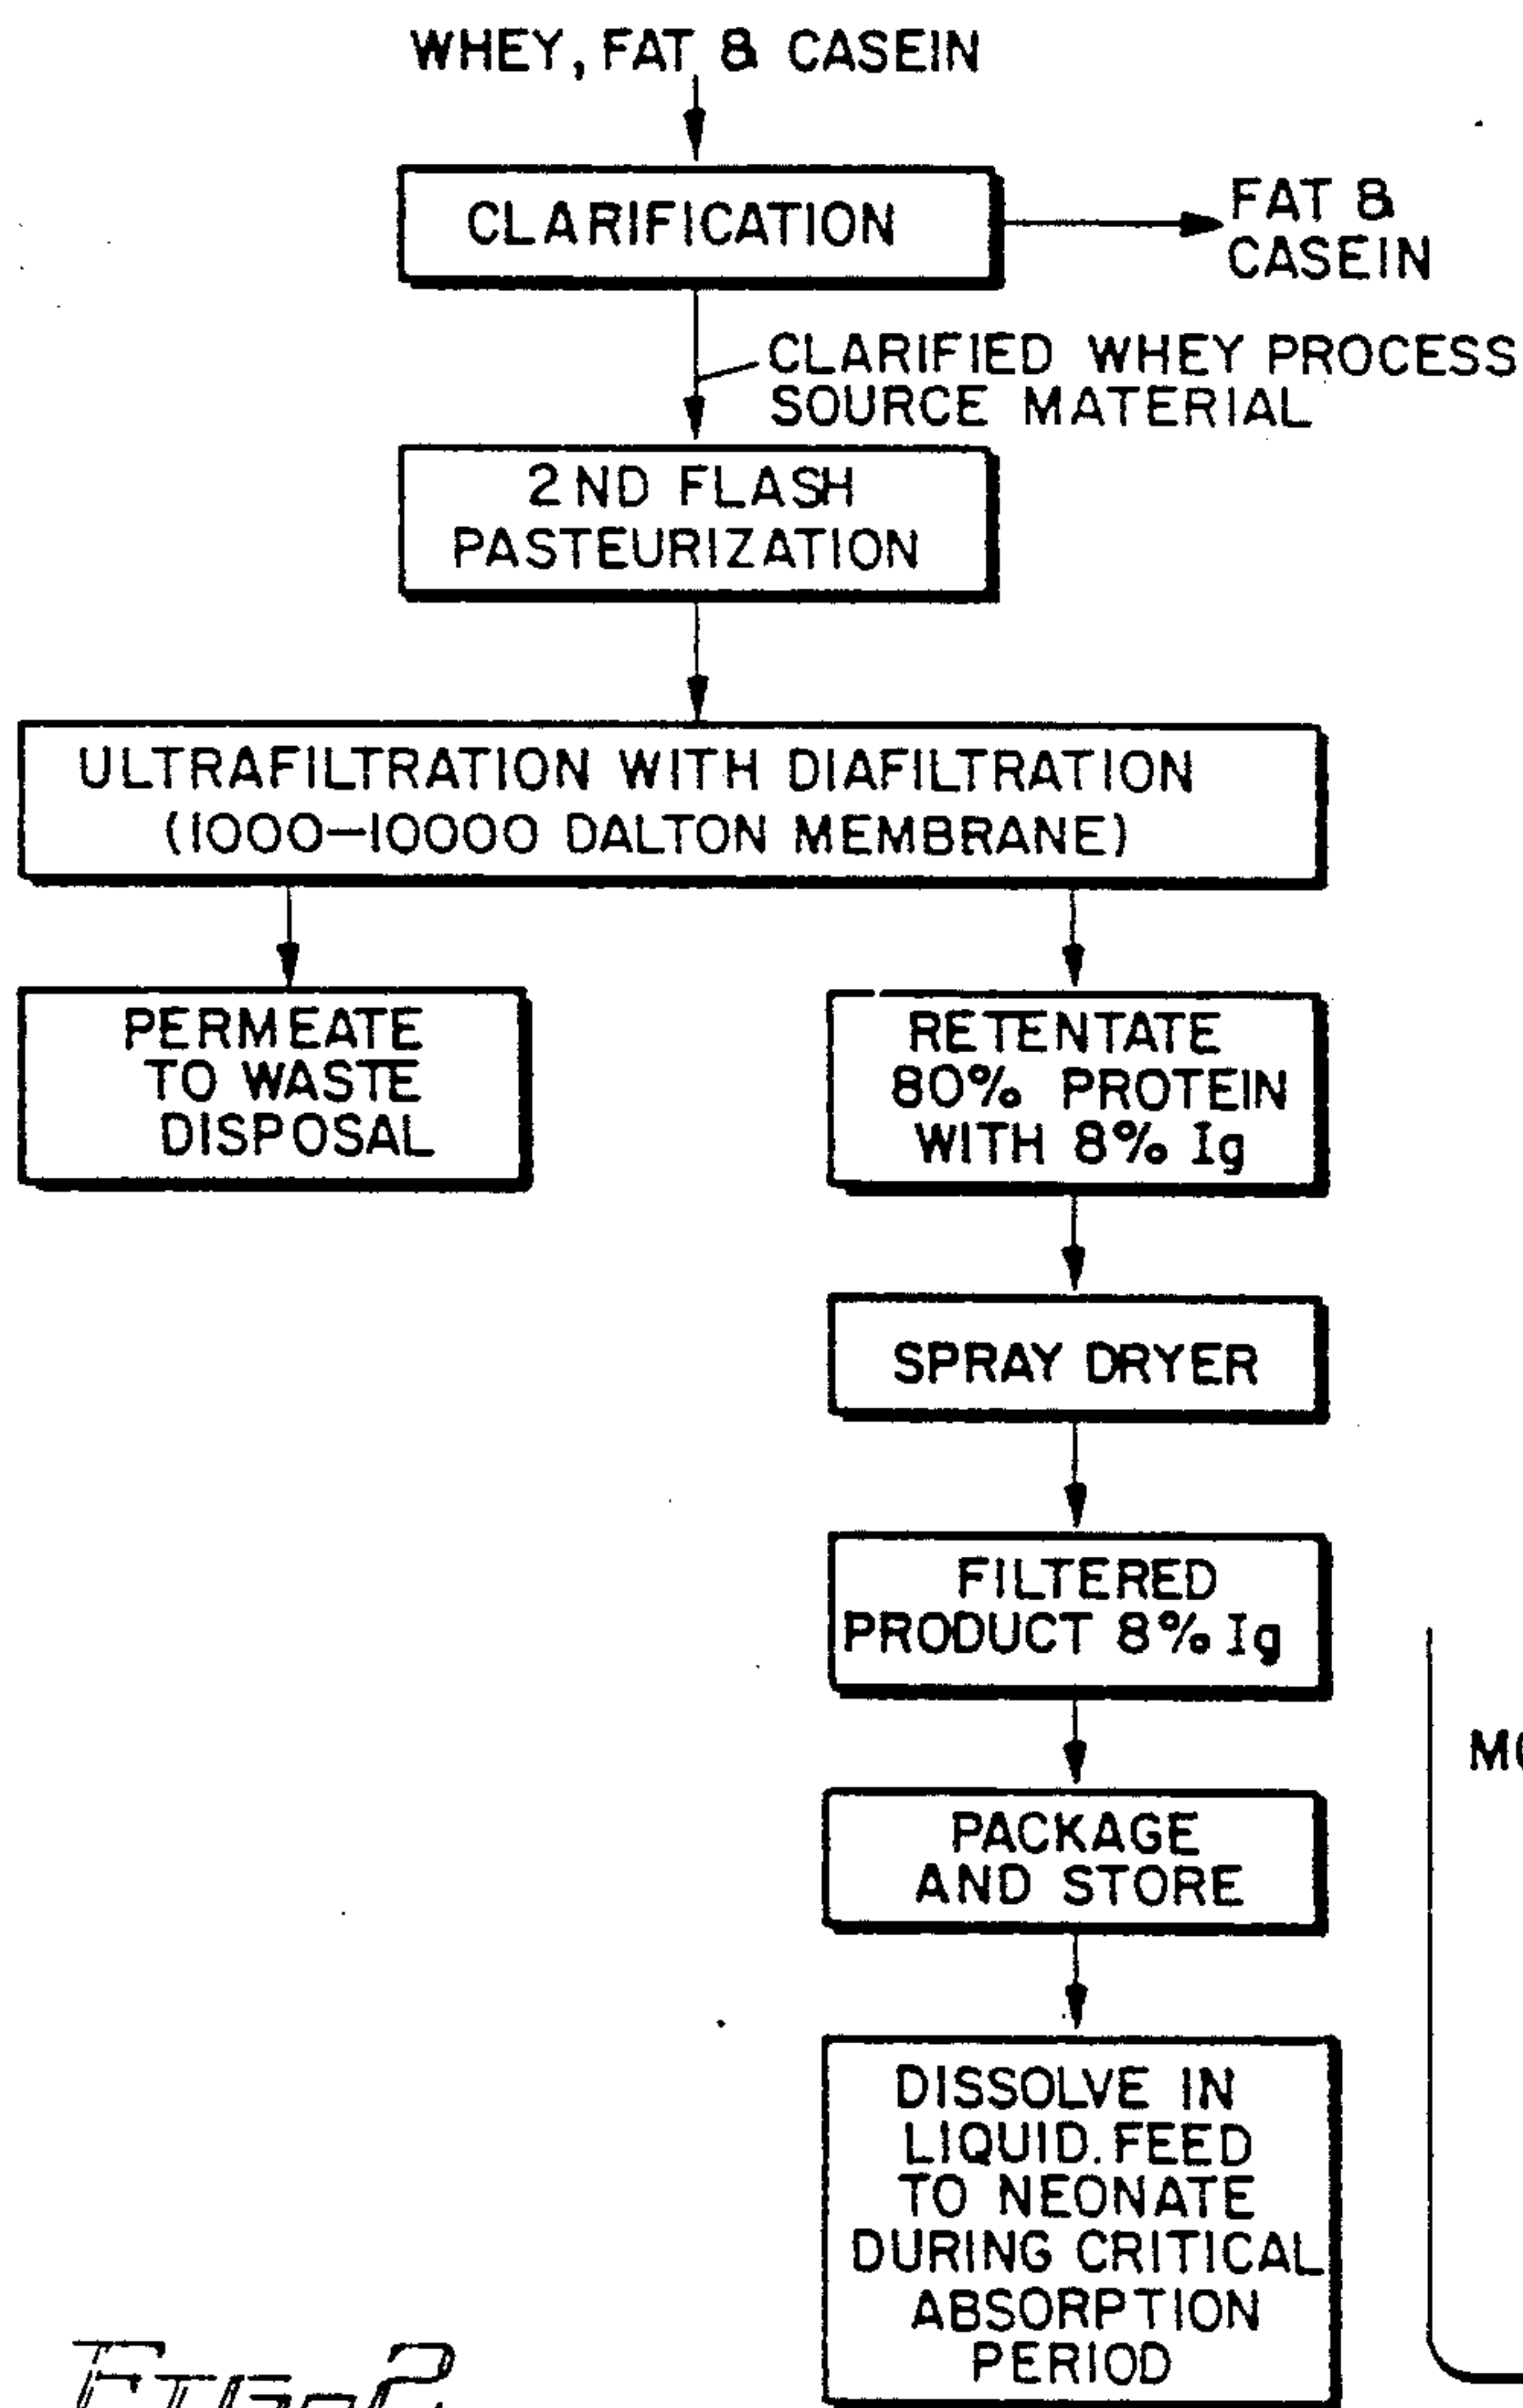 WHEY, FAT & CASEIN
CLARIFICATION
FAT &
CASEIN
CLARIFIED WHEY PROCESS
SOURCE MATERIAL
2ND FLASH
PASTEURIZATION
ULTRAFILTRATION WITH DIAFILTRATION
(1000-10000 DALTON MEMBRANE)
PERMEATE
TO WASTE
DISPOSAL
RETENTATE
80% PROTEIN
WITH 8% Ig
SPRAY DRYER
FILTERED
PRODUCT 8% Ig
PACKAGE
AND STORE
DISSOLVE IN
LIQUID. FEED
TO NEONATE
DURING CRITICAL
ABSORPTION
PERIOD